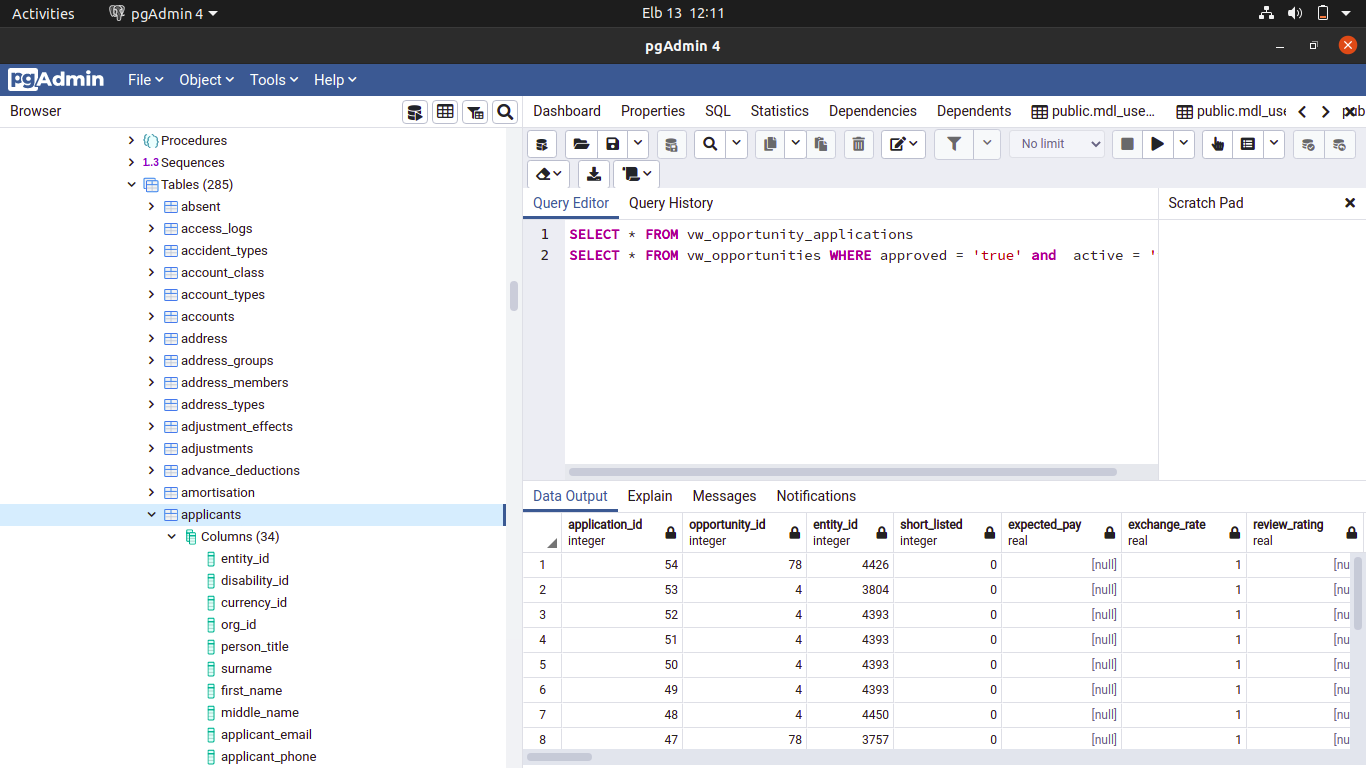 Activities pgAdmin 4 Elb 13 12:11
pgAdmin 4
pgAdmin File Object Tools Help
Browser
Dashboard Properties SQL Statistics Dependencies Dependents public.mdl_use... public.mdl_use pub
No limit
Procedures
1..3 Sequences
Tables (285)
absent
access_logs
accident_types
account_class
account_types
accounts
address
address_groups
address_members
address_types
adjustment_effects
adjustments
advance_deductions
amortisation
applicants
Columns (34)
entity_id
disability_id
currency_id
org_id
person_title
surname
first_name
middle_name
applicant_email
applicant_phone
Query Editor Query History
Scratch Pad
1 SELECT * FROM vw_opportunity_applications
2 SELECT * FROM vw_opportunities WHERE approved = 'true' and  active = '
Data Output Explain Messages Notifications
application_id opportunity_id entity_id short_listed expected_pay exchange_rate review_rating
integer integer integer integer real real real
1 54 78 4426 0 [null] 1 [nu
2 53 4 3804 0 [null] 1 [nu
3 52 4 4393 0 [null] 1 [nu
4 51 4 4393 0 [null] 1 [nu
5 50 4 4393 0 [null] 1 [nu
6 49 4 4393 0 [null] 1 [nu
7 48 4 4450 0 [null] 1 [nu
8 47 78 3757 0 [null] 1 [nu